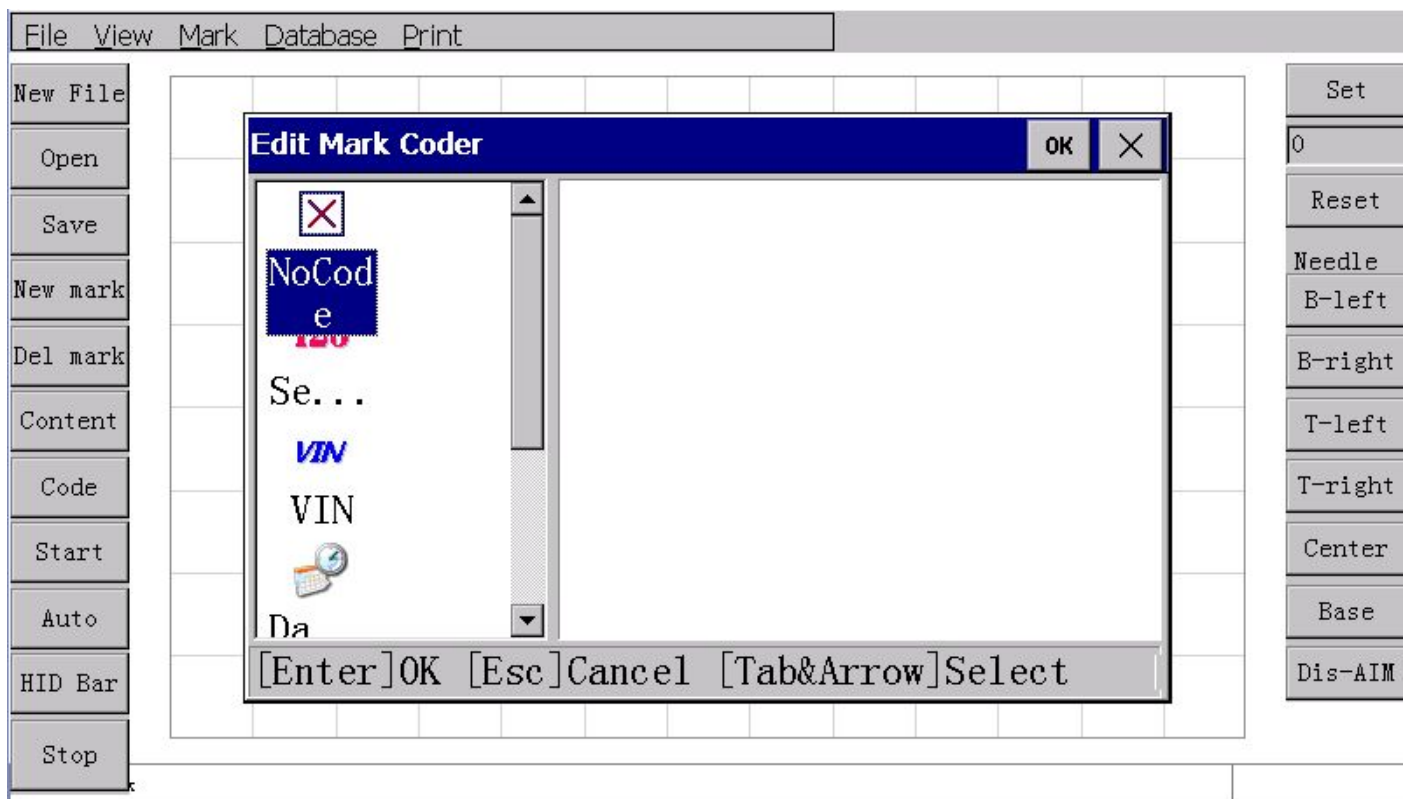 File View Mark Database Print
New File
Open
Save
New mark
Del mark
Content
Code
Start
Auto
HID Bar
Stop
Edit Mark Coder
OK
NoCod
e
123
Se...
VIN
VIN
Da
[Enter]OK [Esc]Cancel [Tab&Arrow]Select
Set
0
Reset
Needle
B-left
B-right
T-left
T-right
Center
Base
Dis-AIM